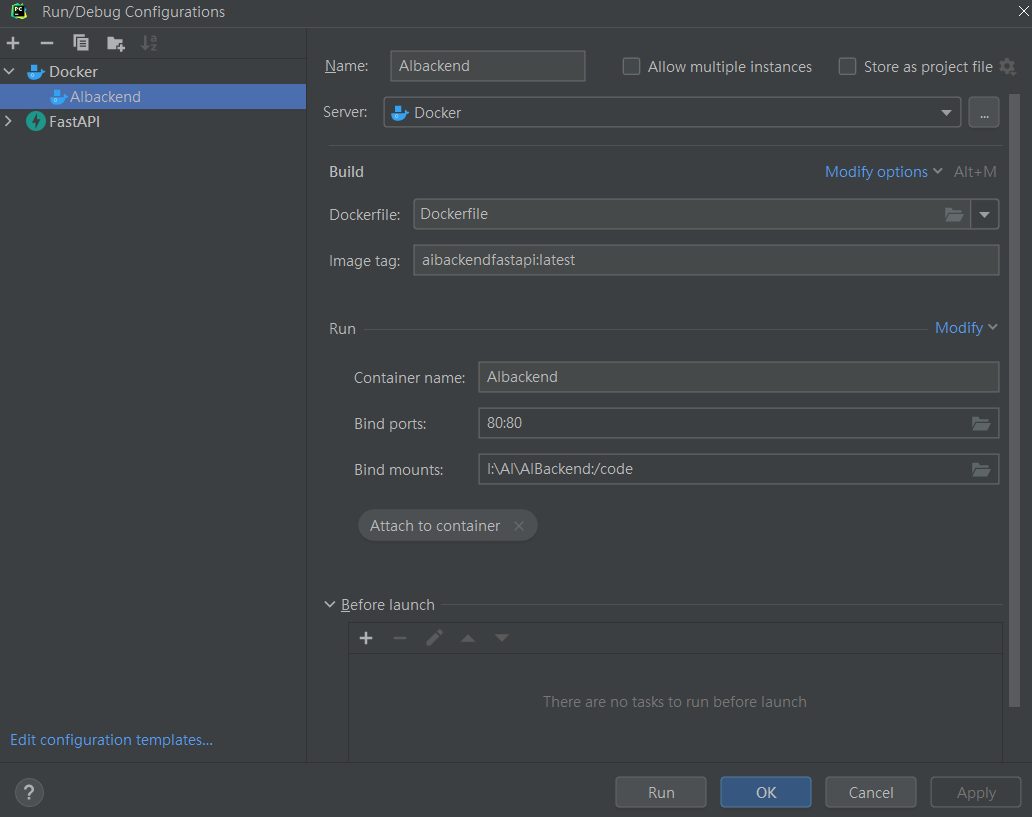 Run/Debug Configurations
Docker
AIbackend
FastAPI
Edit configuration templates...
Name: AIbackend Allow multiple instances Store as project file
Server: Docker ...
Build Modify options Alt+M
Dockerfile: Dockerfile
Image tag: aibackendfastapi:latest
Run Modify
Container name: AIbackend
Bind ports: 80:80
Bind mounts: I:\AI\AIBackend:/code
Attach to container
Before launch
There are no tasks to run before launch
? Run OK Cancel Apply